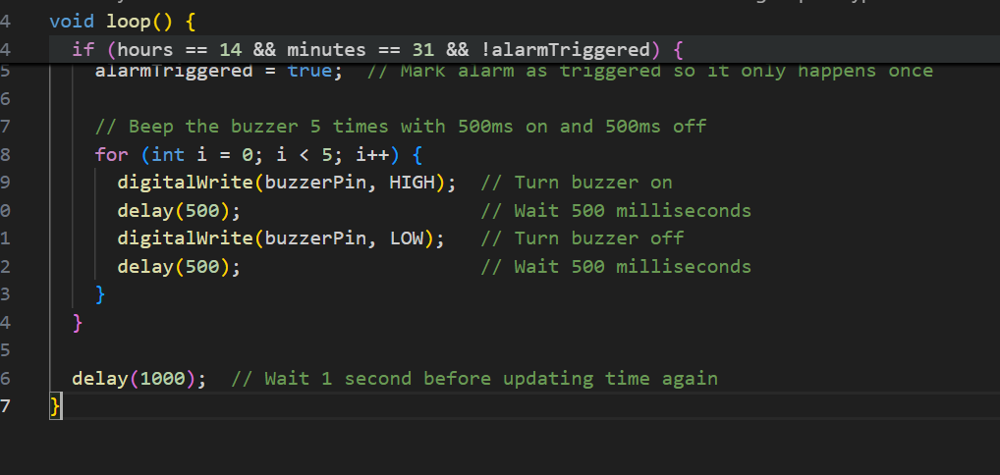 4 void loop() {
4 if (hours == 14 && minutes == 31 && !alarmTriggered) {
5 alarmTriggered = true; // Mark alarm as triggered so it only happens once
6
7 // Beep the buzzer 5 times with 500ms on and 500ms off
8 for (int i = 0; i < 5; i++) {
9 digitalWrite(buzzerPin, HIGH); // Turn buzzer on
0 delay(500); // Wait 500 milliseconds
1 digitalWrite(buzzerPin, LOW); // Turn buzzer off
2 delay(500); // Wait 500 milliseconds
3 }
4 }
5
6 delay(1000); // Wait 1 second before updating time again
7 }